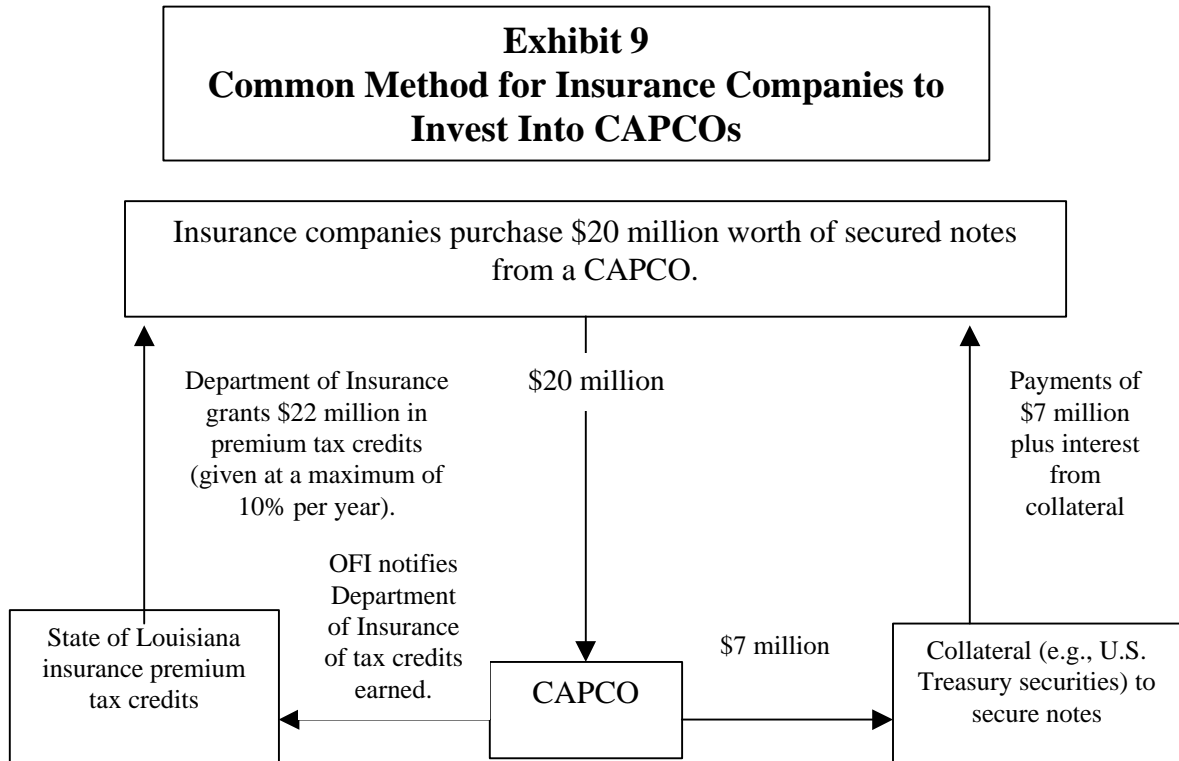 Exhibit 9
Common Method for Insurance Companies to
Invest Into CAPCOs
Insurance companies purchase $20 million worth of secured notes
from a CAPCO.
Department of Insurance
grants $22 million in
premium tax credits
(given at a maximum of
10% per year).
$20 million
Payments of
$7 million
plus interest
from
collateral
OFI notifies
Department
of Insurance
of tax credits
earned.
$7 million
State of Louisiana
insurance premium
tax credits
CAPCO
Collateral (e.g., U.S.
Treasury securities) to
secure notes